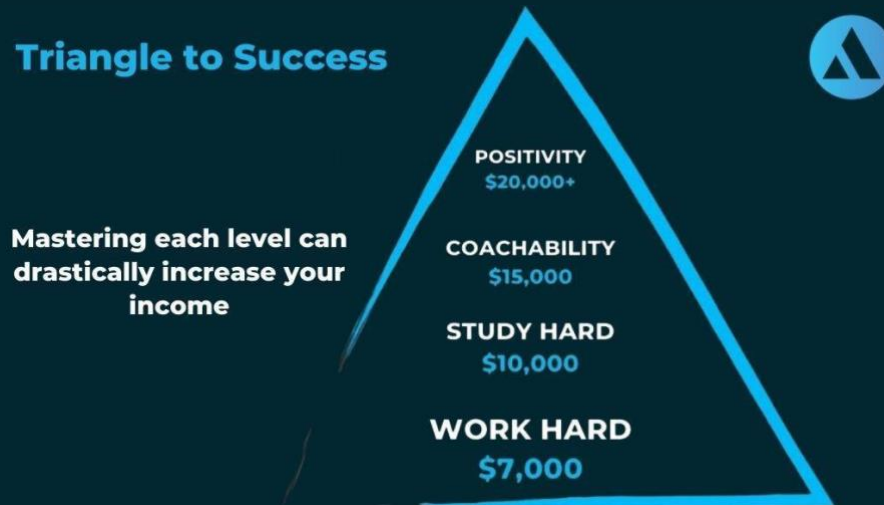 Triangle to Success
Mastering each level can
drastically increase your
income
POSITIVITY
$20,000+
COACHABILITY
$15,000
STUDY HARD
$10,000
WORK HARD
$7,000